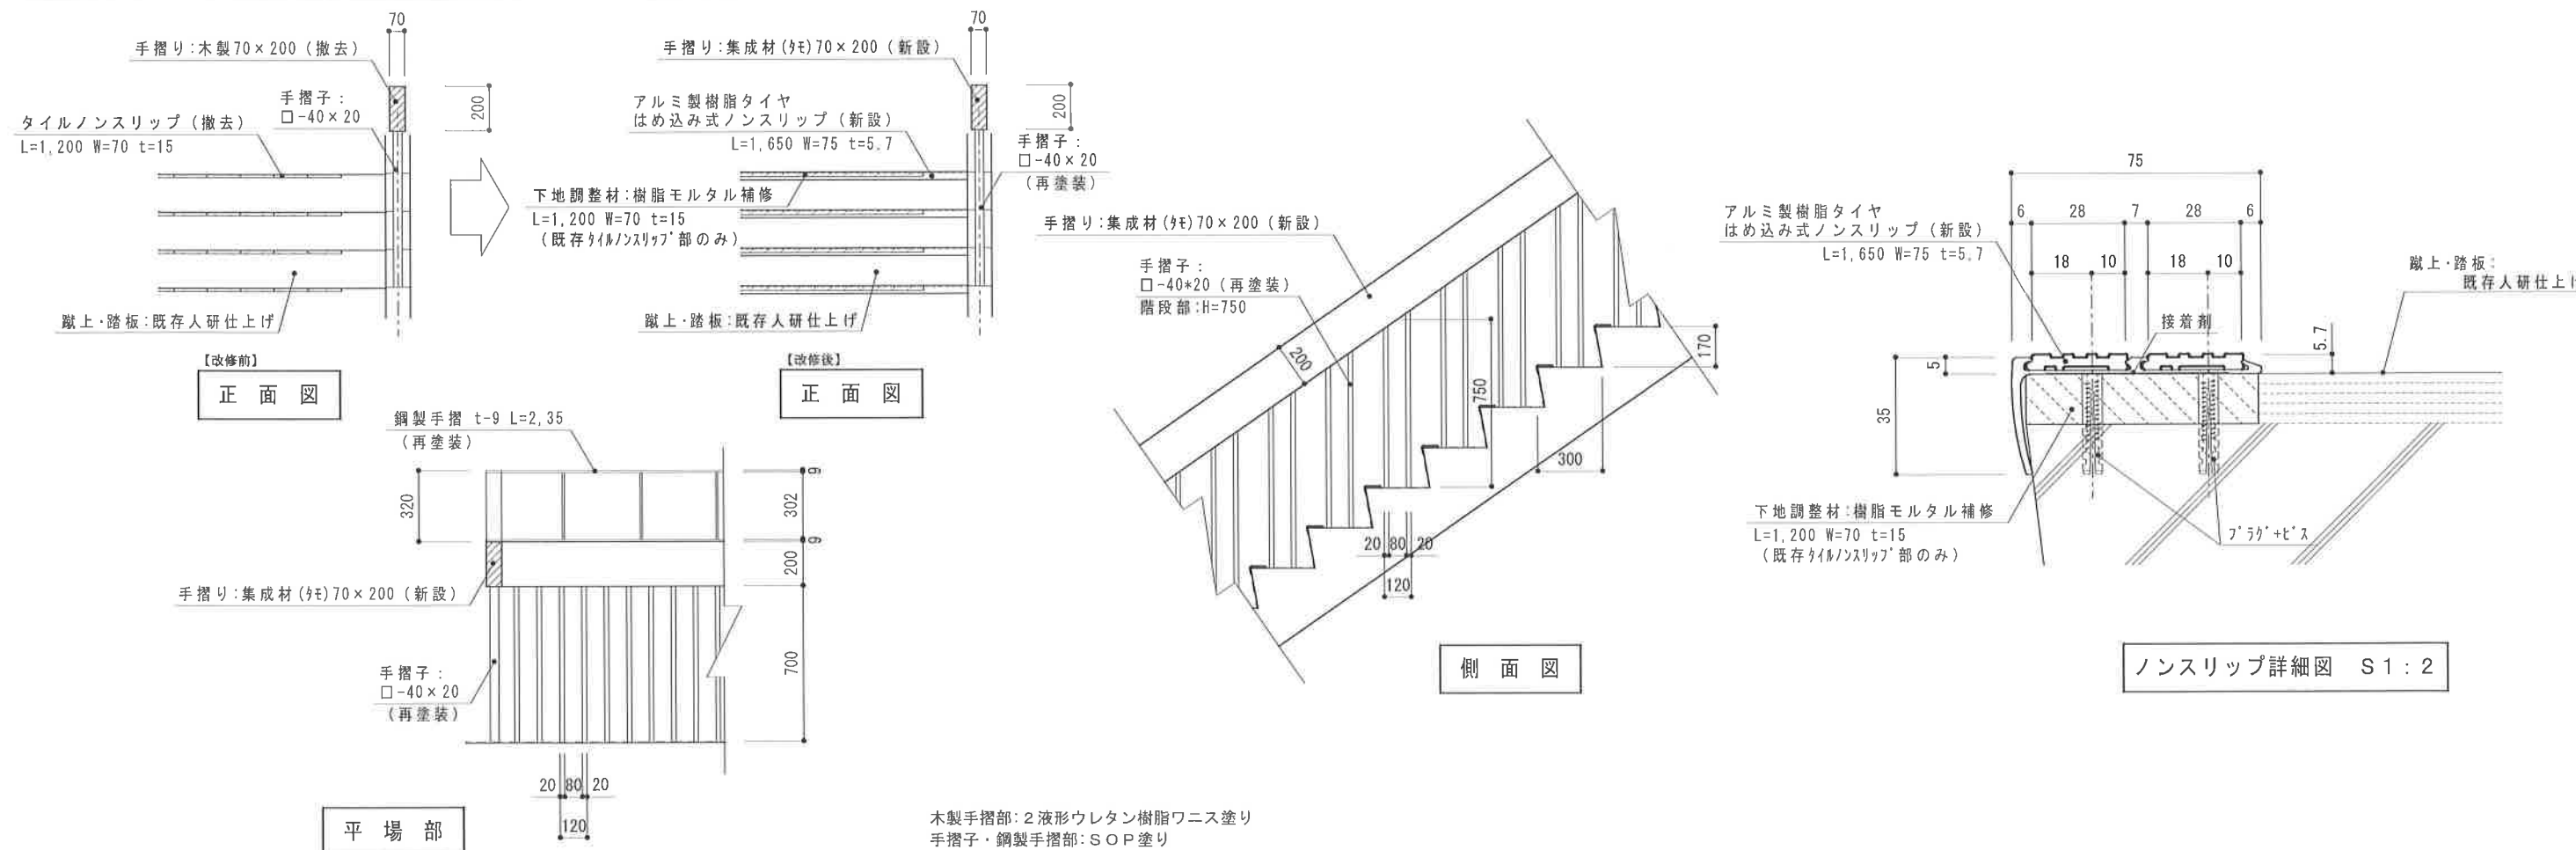 70
手摺り:木製70×200(撤去)
手摺子:
□-40×20
200
タイルノンスリップ(撤去)
L=1,200 W=70 t=15
蹴上・踏板:既存人研仕上げ
【改修前】
正面図
70
手摺り:集成材(タモ)70×200(新設)
アルミ製樹脂タイヤ
はめ込み式ノンスリップ(新設)
L=1,650 W=75 t=5.7
200
手摺子:
□-40×20
(再塗装)
下地調整材:樹脂モルタル補修
L=1,200 W=70 t=15
(既存タイルノンスリップ部のみ)
蹴上・踏板:既存人研仕上げ
【改修後】
正面図
鋼製手摺 t-9 L=2,35
(再塗装)
320
9
302
9
200
700
手摺り:集成材(タモ)70×200(新設)
手摺子:
□-40×20
(再塗装)
20 80 20
120
平場部
手摺り:集成材(タモ)70×200(新設)
手摺子:
□-40*20(再塗装)
階段部:H=750
200
750
170
300
20 80 20
120
側面図
木製手摺部:2液形ウレタン樹脂ワニス塗り
手摺子・鋼製手摺部:SOP塗り
75
6 28 7 28 6
18 10 18 10
アルミ製樹脂タイヤ
はめ込み式ノンスリップ(新設)
L=1,650 W=75 t=5.7
蹴上・踏板:
既存人研仕上げ
接着剤
5.7
5
35
下地調整材:樹脂モルタル補修
L=1,200 W=70 t=15
(既存タイルノンスリップ部のみ)
プラグ+ビス
ノンスリップ詳細図 S1:2